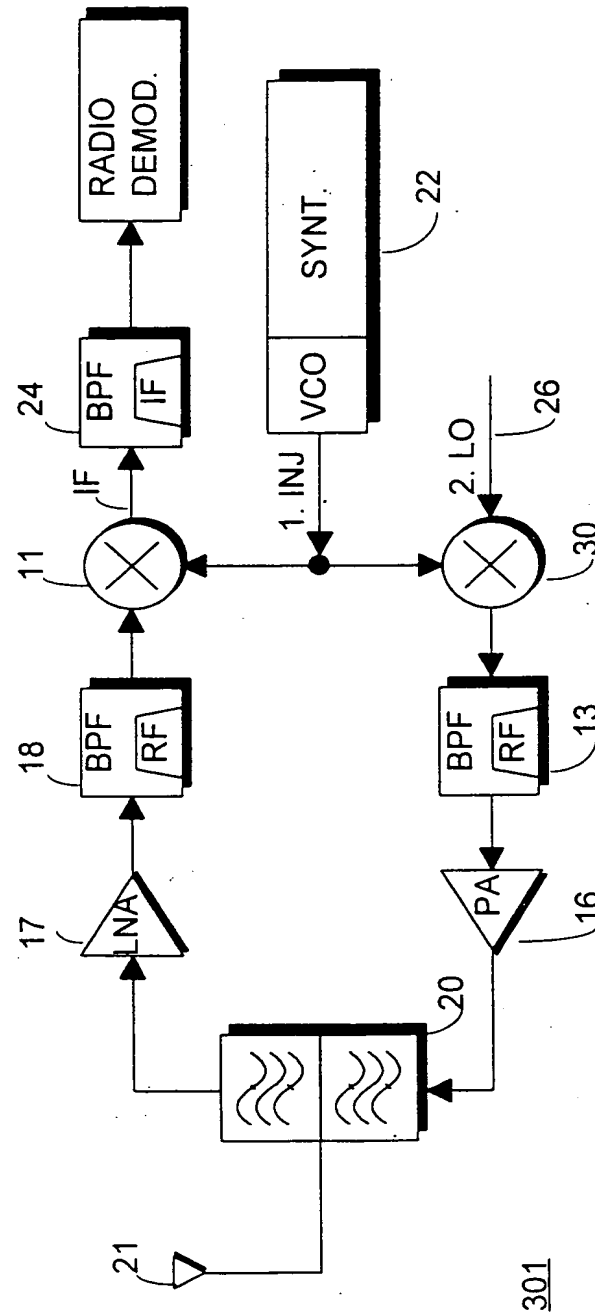 21
17
LNA
18
BPF
RF
11
IF
24
BPF
IF
RADIO
DEMOD.
1. INJ
VCO
SYNT.
22
2. LO
26
30
BPF
RF
13
PA
16
20
301